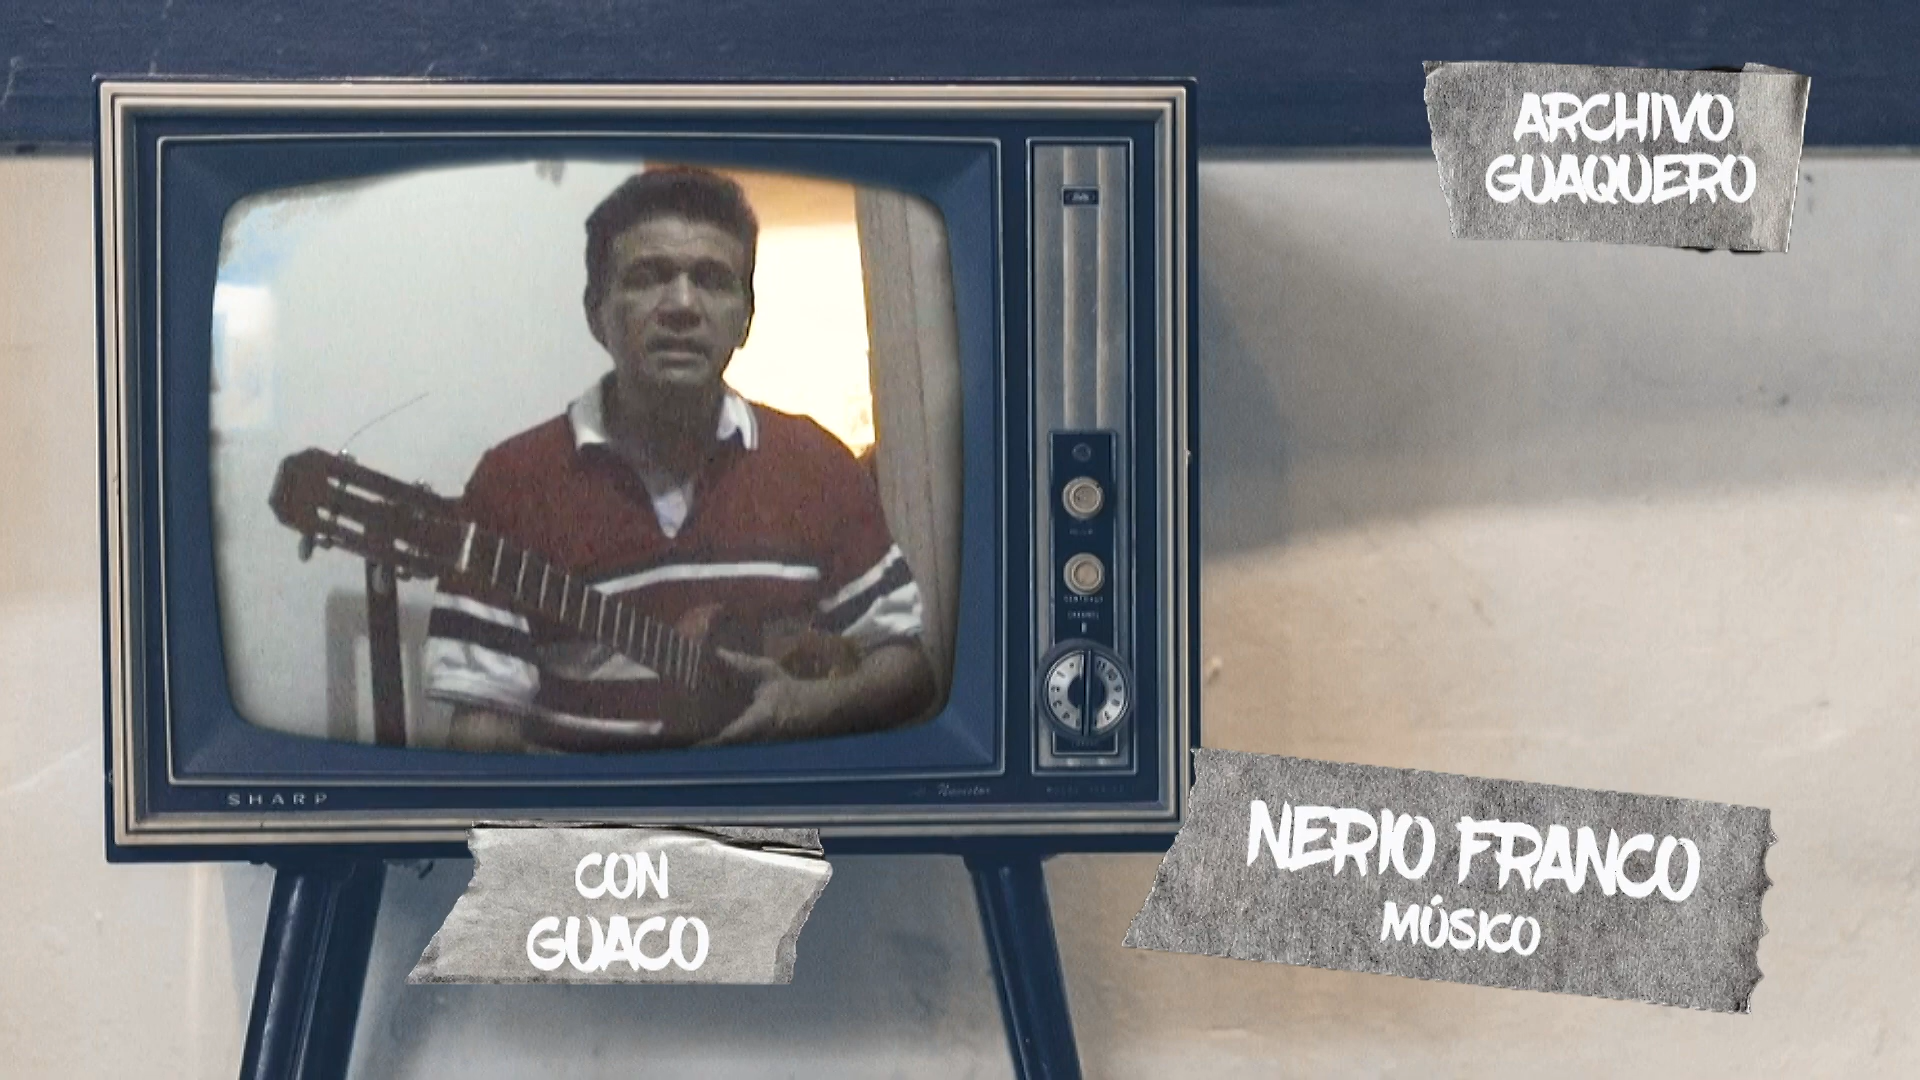 ARCHIVO
GUAQUERO
SHARP
CON
GUACO
NERIO FRANCO
MÚSICO